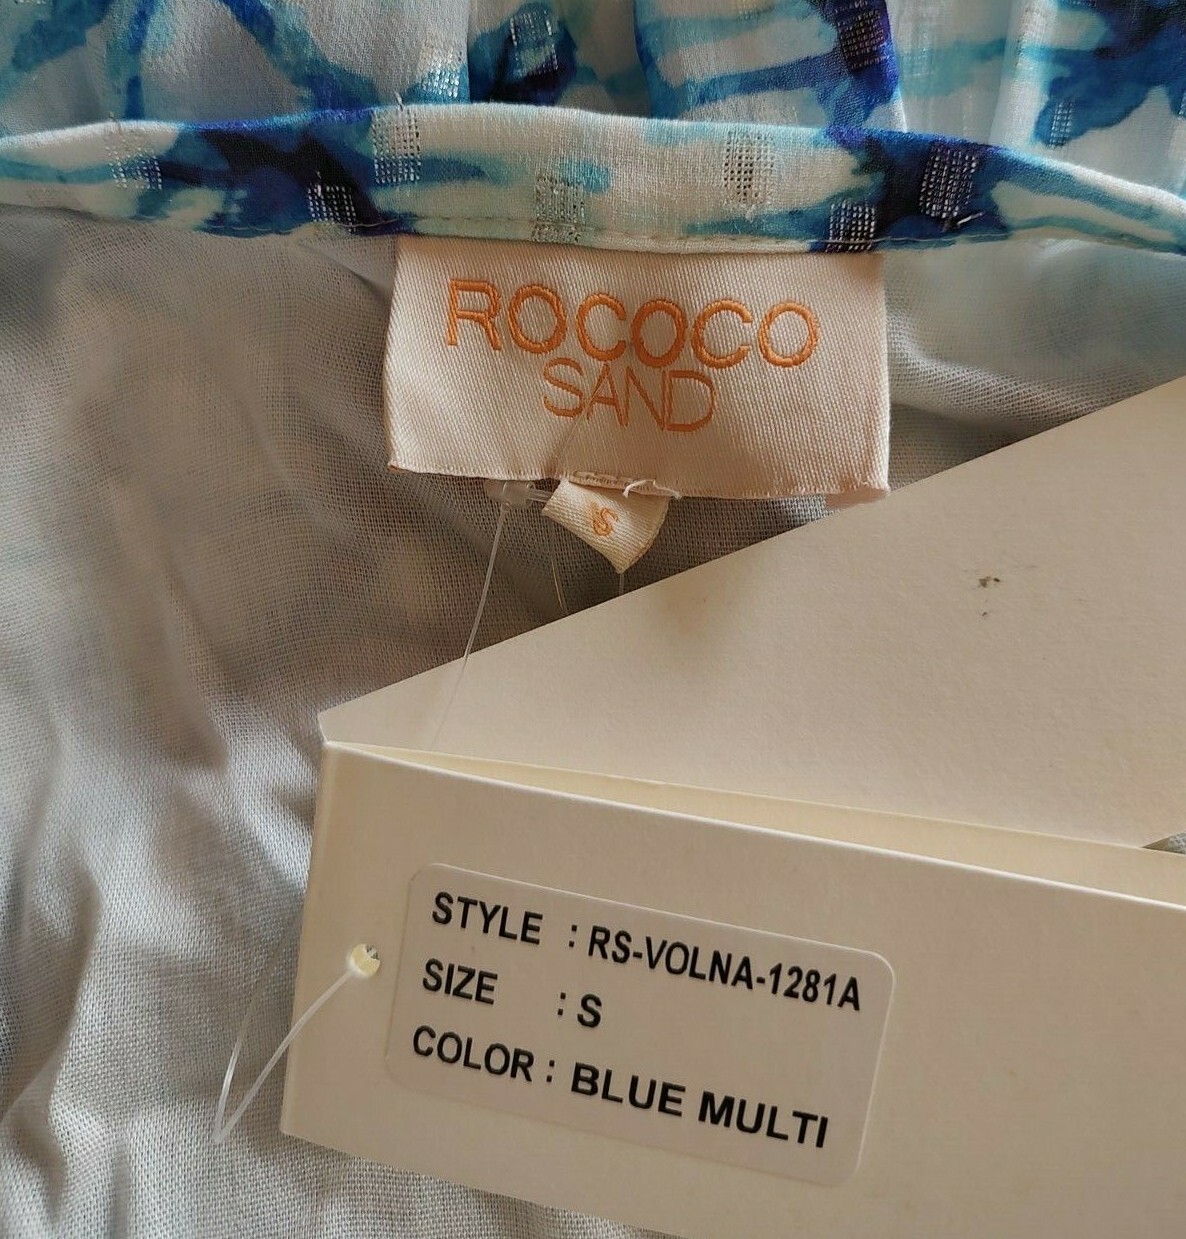 ROCOCO
SAND
S
STYLE : RS-VOLNA-1281A
SIZE : S
COLOR : BLUE MULTI